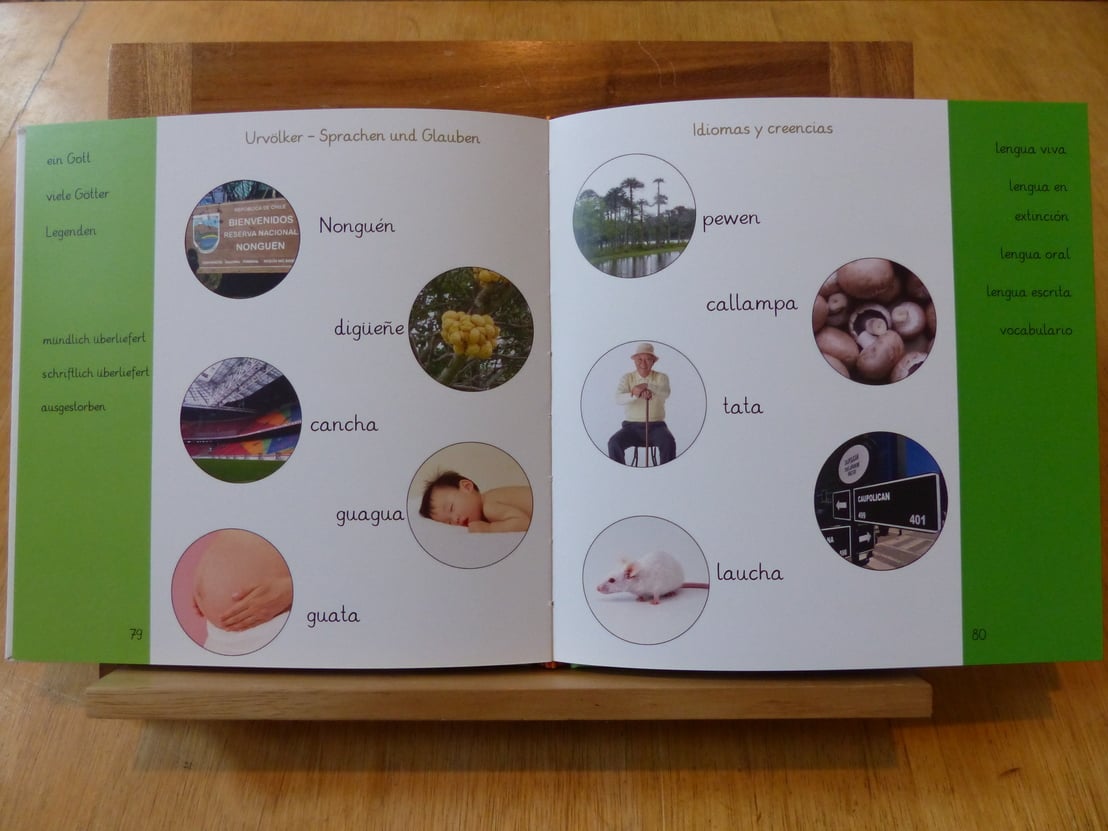 Urvölker – Sprachen und Glauben
ein Gott
viele Götter
Legenden
mündlich überliefert
schriftlich überliefert
ausgestorben
REPÚBLICA DE CHILE
BIENVENIDOS
RESERVA NACIONAL
NONGUÉN
Nonguén
digüeñe
cancha
guagua
guata
79
Idiomas y creencias
pewen
callampa
tata
CAUPOLICAN
499
401
laucha
lengua viva
lengua en
extinción
lengua oral
lengua escrita
vocabulario
80